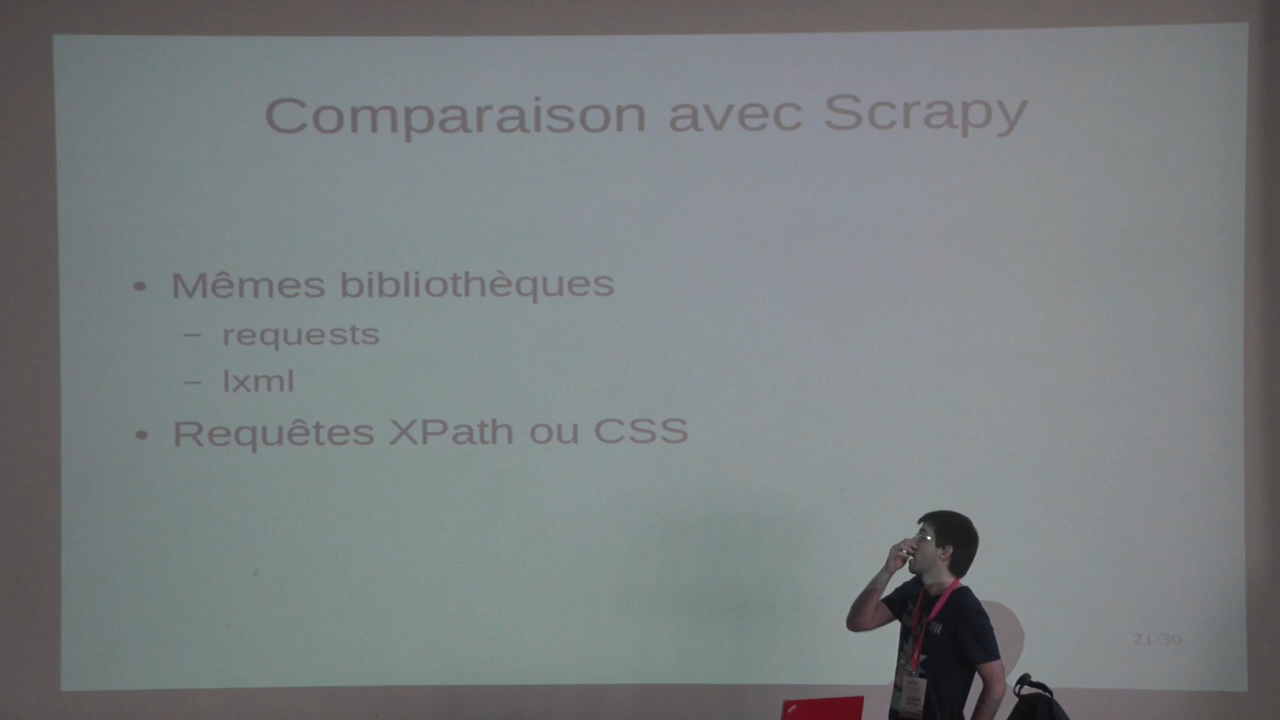 Comparaison avec Scrapy
• Mêmes bibliothèques
– requests
– lxml
• Requêtes XPath ou CSS
21/30